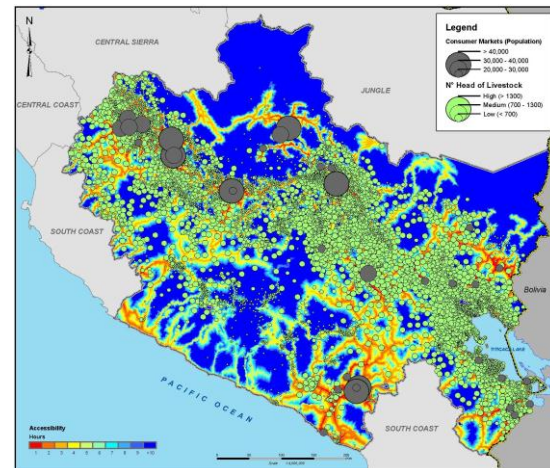 N
CENTRAL SIERRA
JUNGLE
CENTRAL COAST
SOUTH COAST
Legend
Consumer Markets (Population)
> 40,000
30,000 - 40,000
20,000 - 30,000
N° Head of Livestock
High (> 1300)
Medium (700 - 1300)
Low (< 700)
Bolivia
TITICACA LAKE
PACIFIC OCEAN
SOUTH COAST
Accessibility
Hours
1 2 3 4 5 6 7 8 9 >10